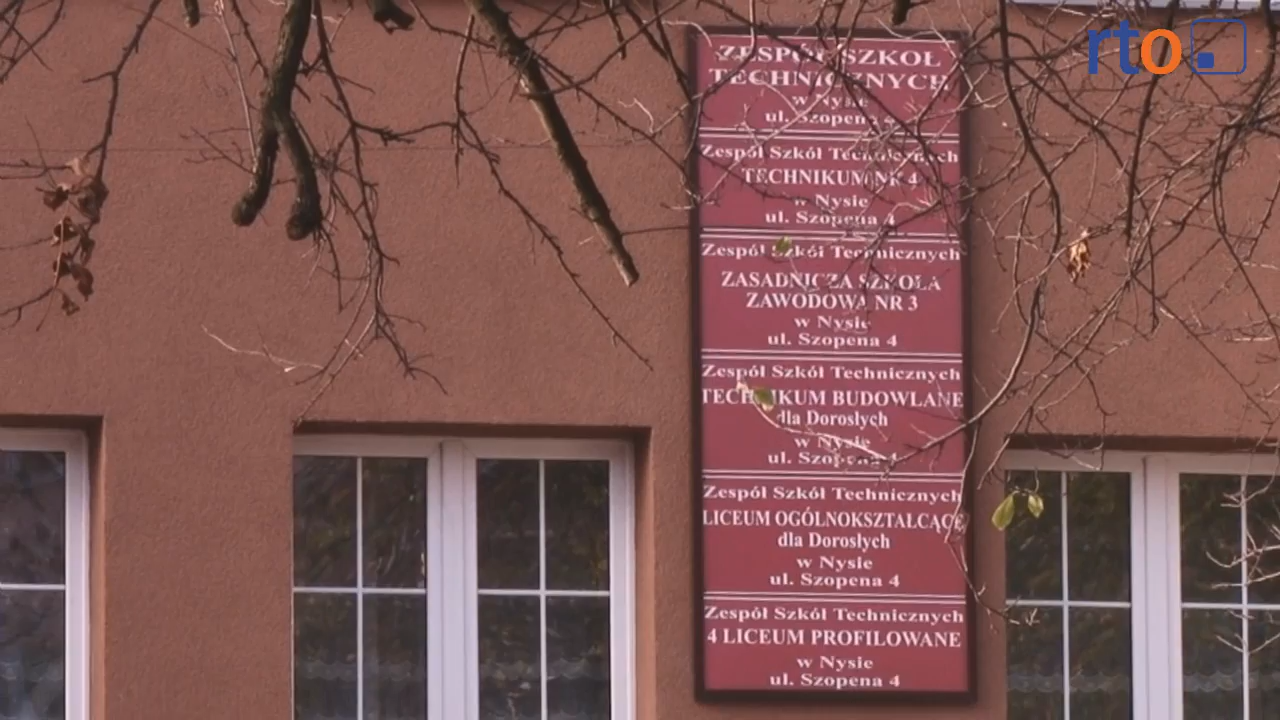 rto
ZESPÓŁ SZKÓŁ
TECHNICZNYCH
w Nysie
ul. Szopena 4
Zespół Szkół Technicznych
TECHNIKUM NR 4
w Nysie
ul. Szopena 4
Zespół Szkół Technicznych
ZASADNICZA SZKOŁA
ZAWODOWA NR 3
w Nysie
ul. Szopena 4
Zespół Szkół Technicznych
TECHNIKUM BUDOWLANE
dla Dorosłych
w Nysie
ul. Szopena 4
Zespół Szkół Technicznych
LICEUM OGÓLNOKSZTAŁCĄCE
dla Dorosłych
w Nysie
ul. Szopena 4
Zespół Szkół Technicznych
4 LICEUM PROFILOWANE
w Nysie
ul. Szopena 4